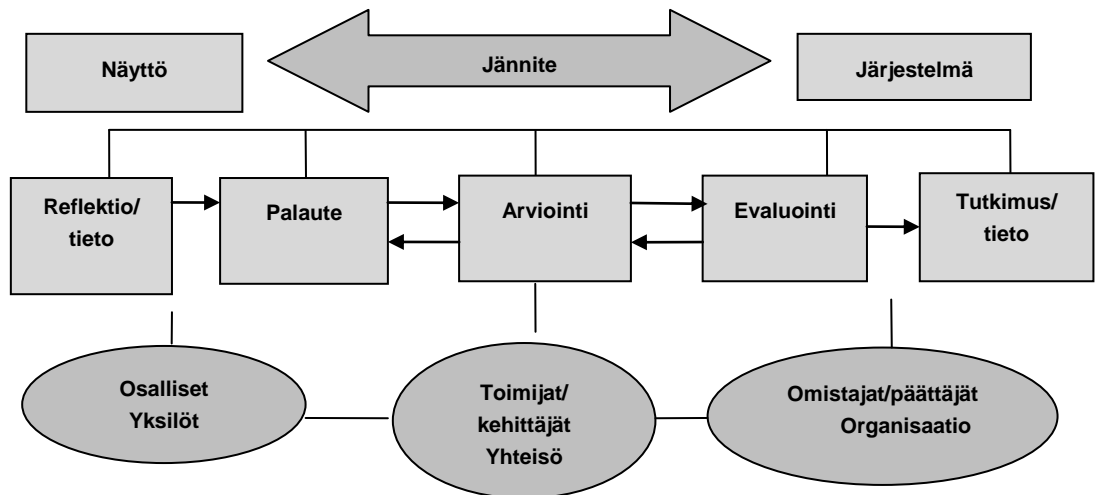 Näyttö
Jännite
Järjestelmä
Reflektio/
tieto
Palaute
Arviointi
Evaluointi
Tutkimus/
tieto
Osalliset
Yksilöt
Toimijat/
kehittäjät
Yhteisö
Omistajat/päättäjät
Organisaatio